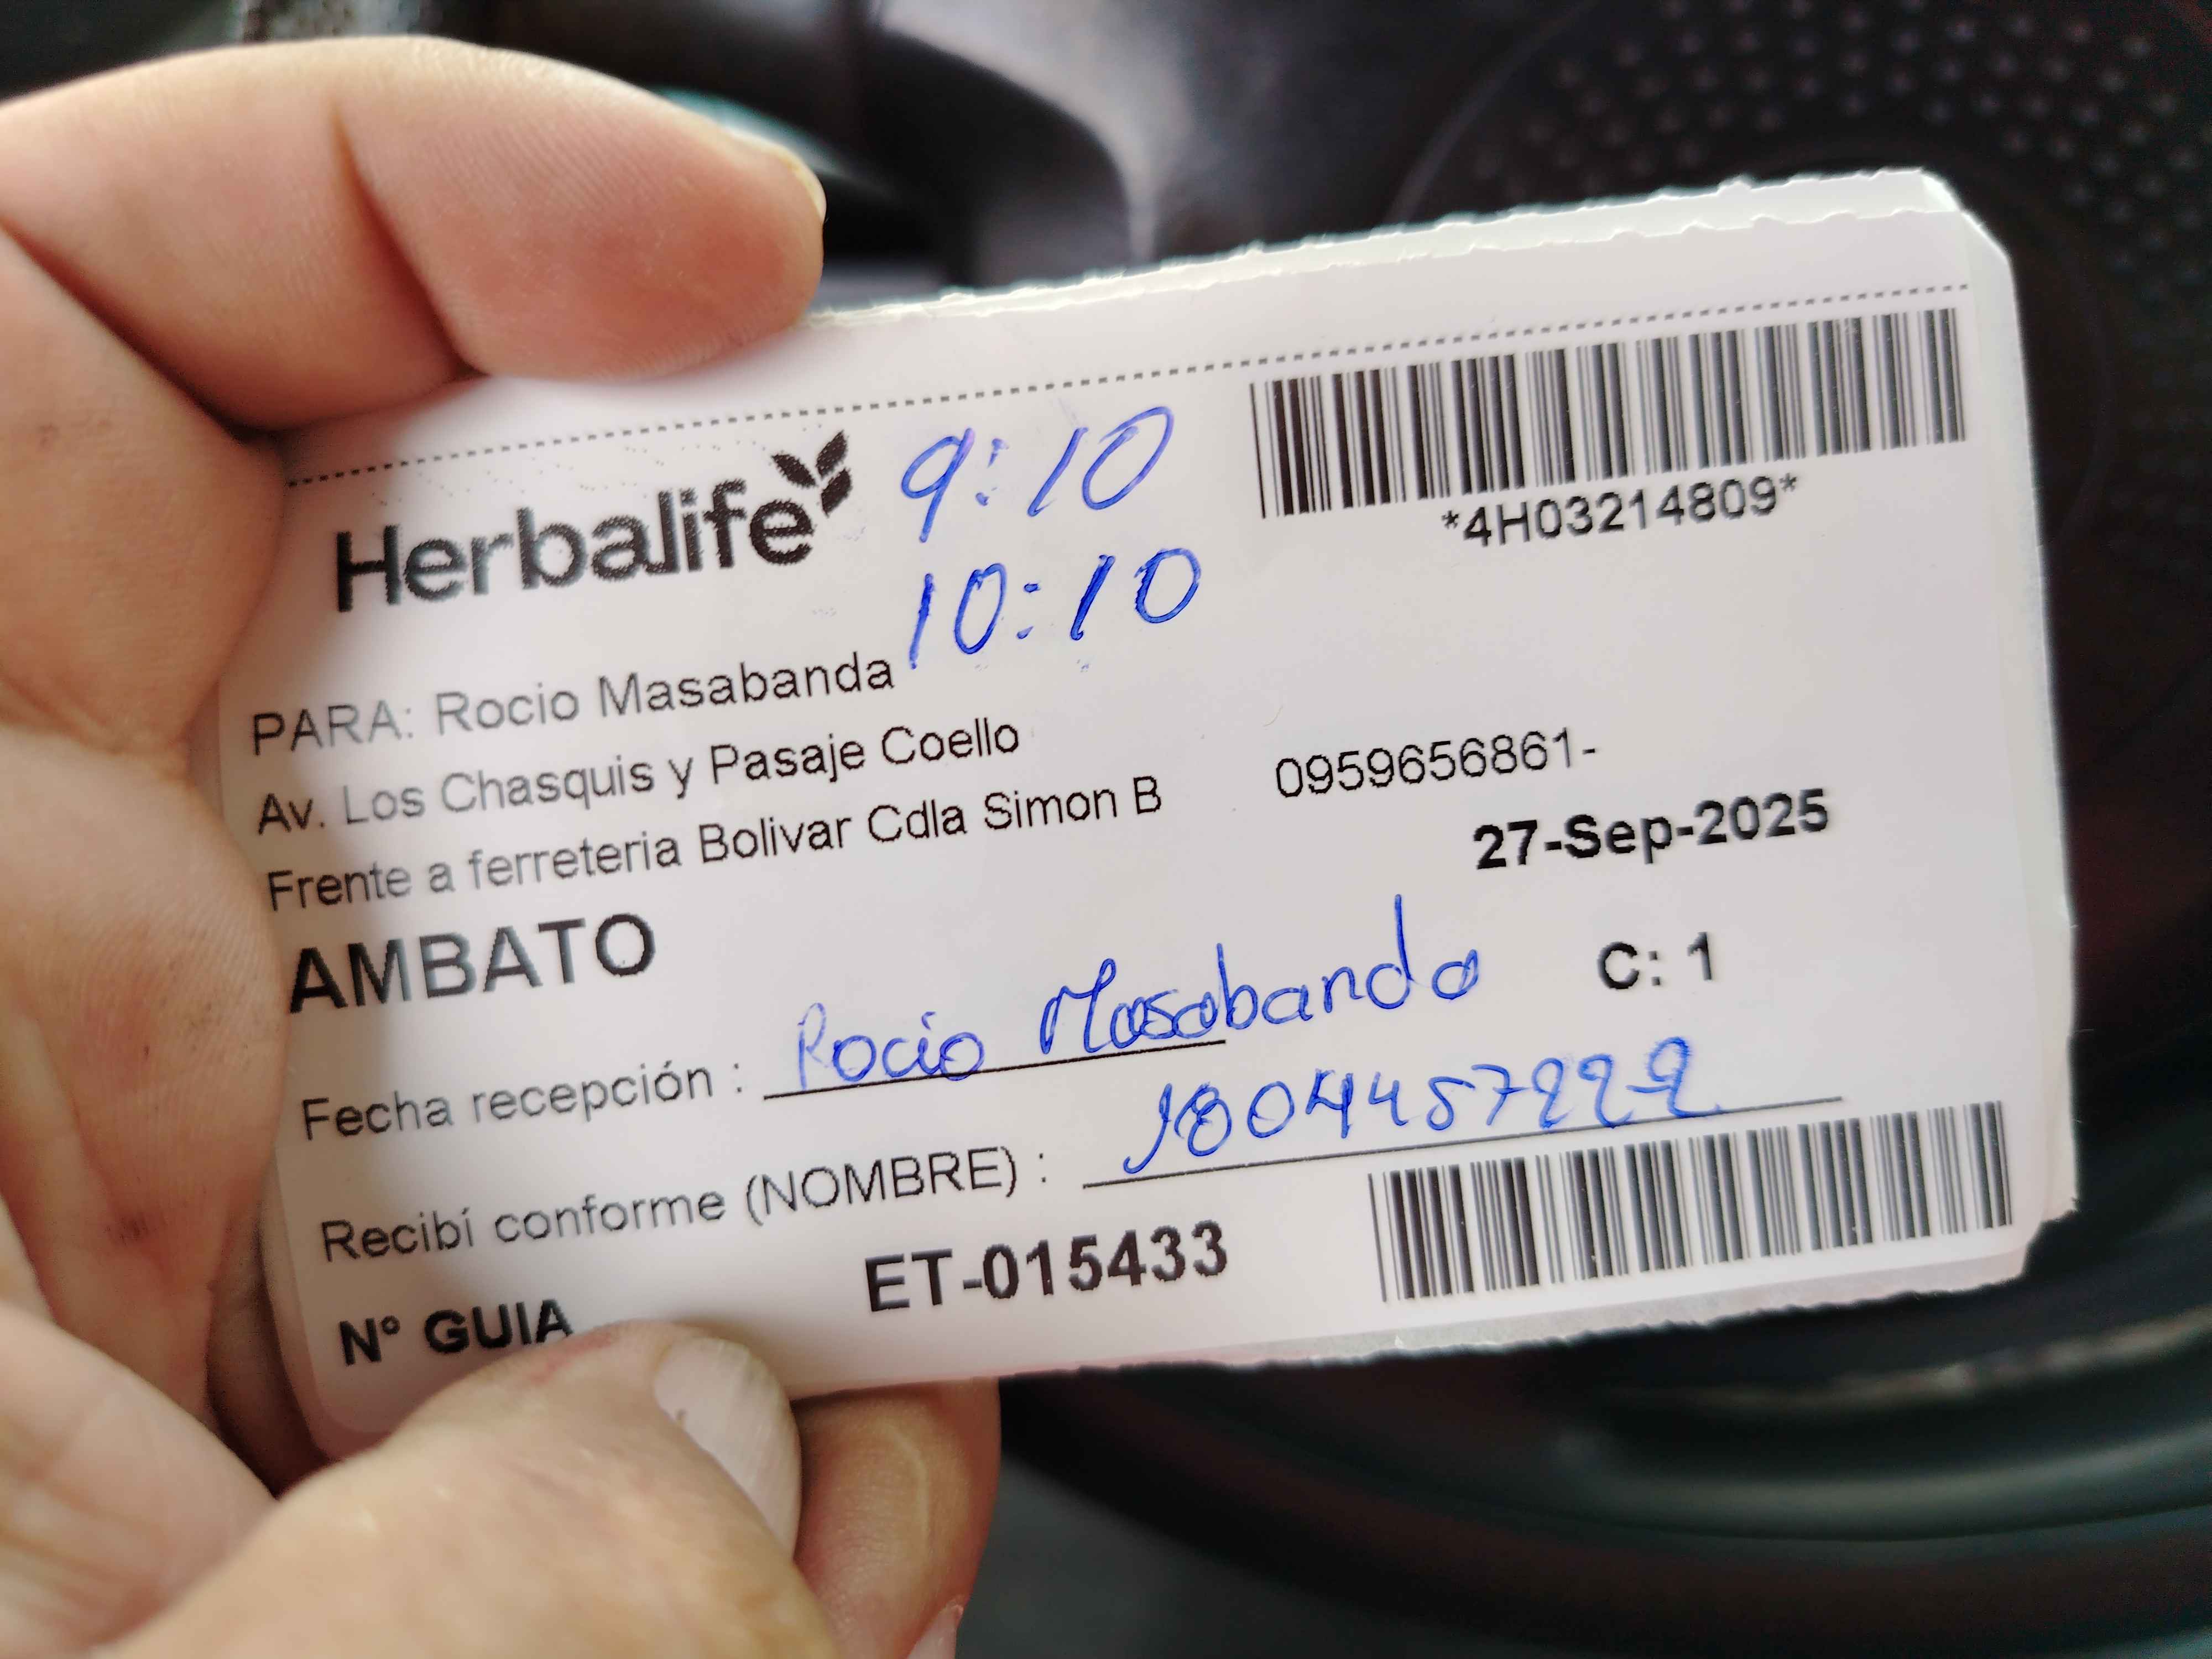 Herbalife
9:10
10:10
*4H03214809*
PARA: Rocio Masabanda
Av. Los Chasquis y Pasaje Coello
0959656861-
Frente a ferreteria Bolivar Cdla Simon B
27-Sep-2025
AMBATO
C: 1
Fecha recepción : Rocio Masabanda
Recibí conforme (NOMBRE) :
N° GUIA ET-015433